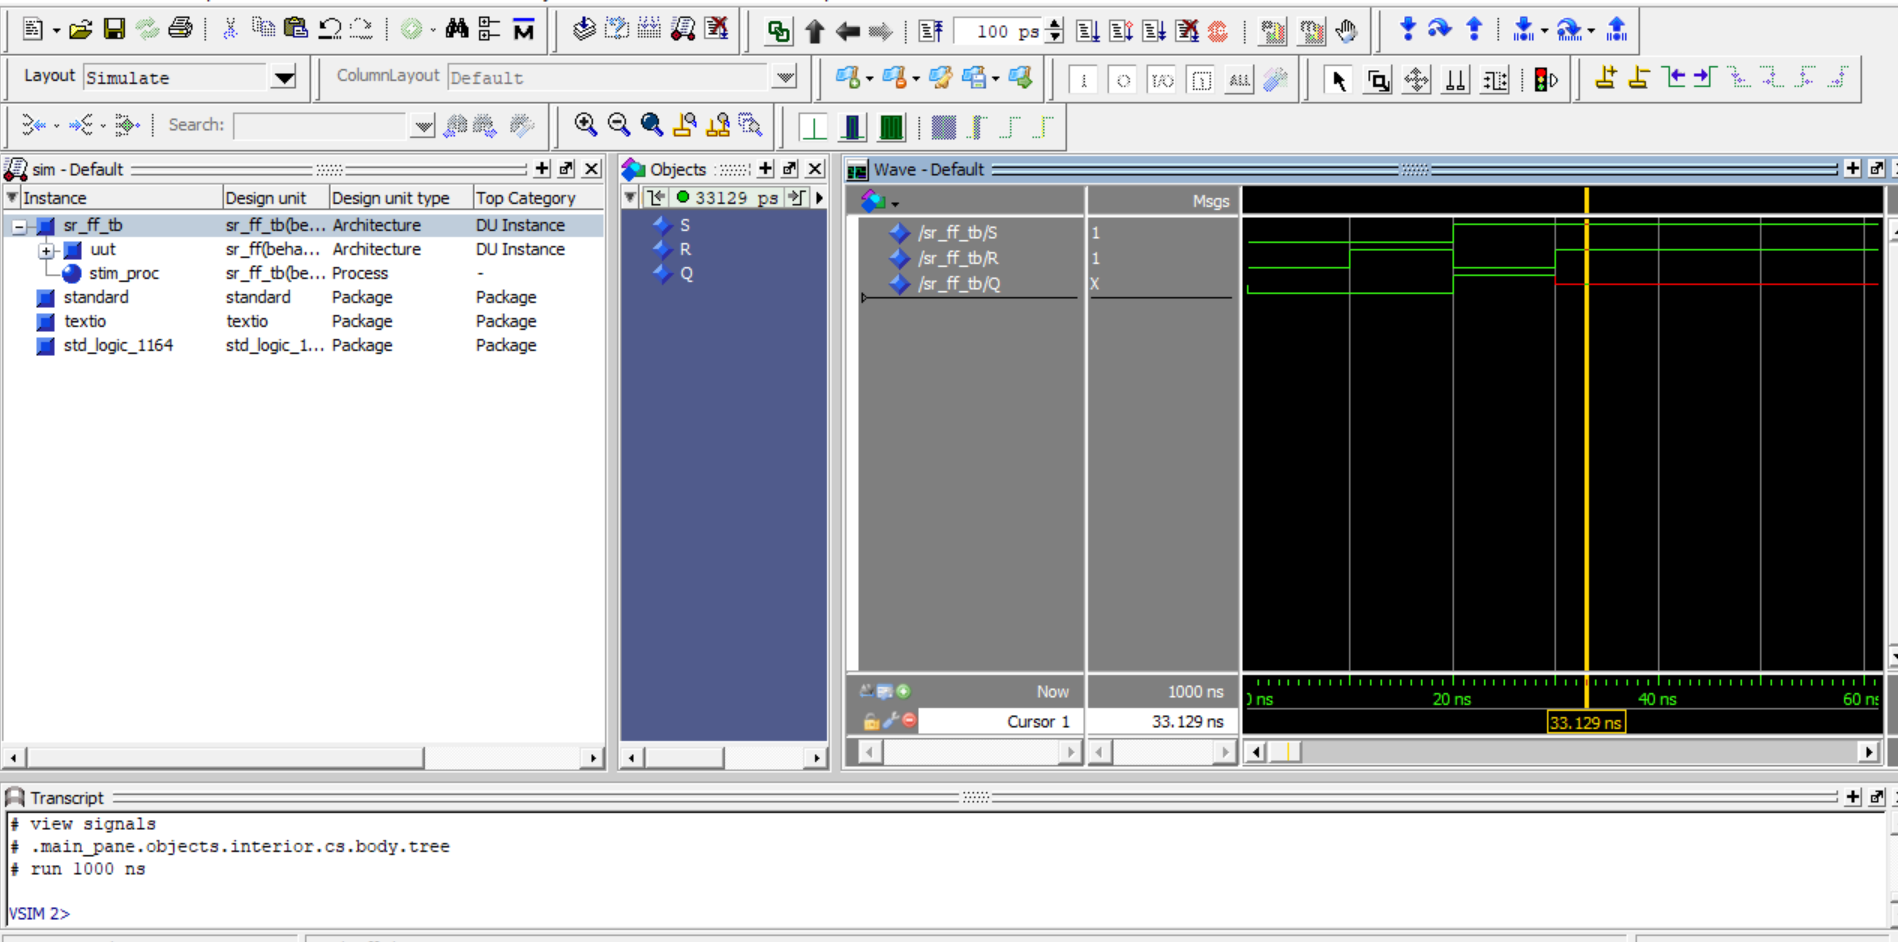 100 ps
I
O
I/O
ALL
Layout Simulate
ColumnLayout Default
Search:
sim - Default
Instance Design unit Design unit type Top Category
sr_ff_tb sr_ff_tb(be... Architecture DU Instance
uut sr_ff(beha... Architecture DU Instance
stim_proc sr_ff_tb(be... Process -
standard standard Package Package
textio textio Package Package
std_logic_1164 std_logic_1... Package Package
Objects
33129 ps
S
R
Q
Wave - Default
Msgs
/sr_ff_tb/S 1
/sr_ff_tb/R 1
/sr_ff_tb/Q X
Now 1000 ns
Cursor 1 33.129 ns
ns 20 ns 40 ns 60 ns
33.129 ns
Transcript
# view signals
# .main_pane.objects.interior.cs.body.tree
# run 1000 ns
VSIM 2>